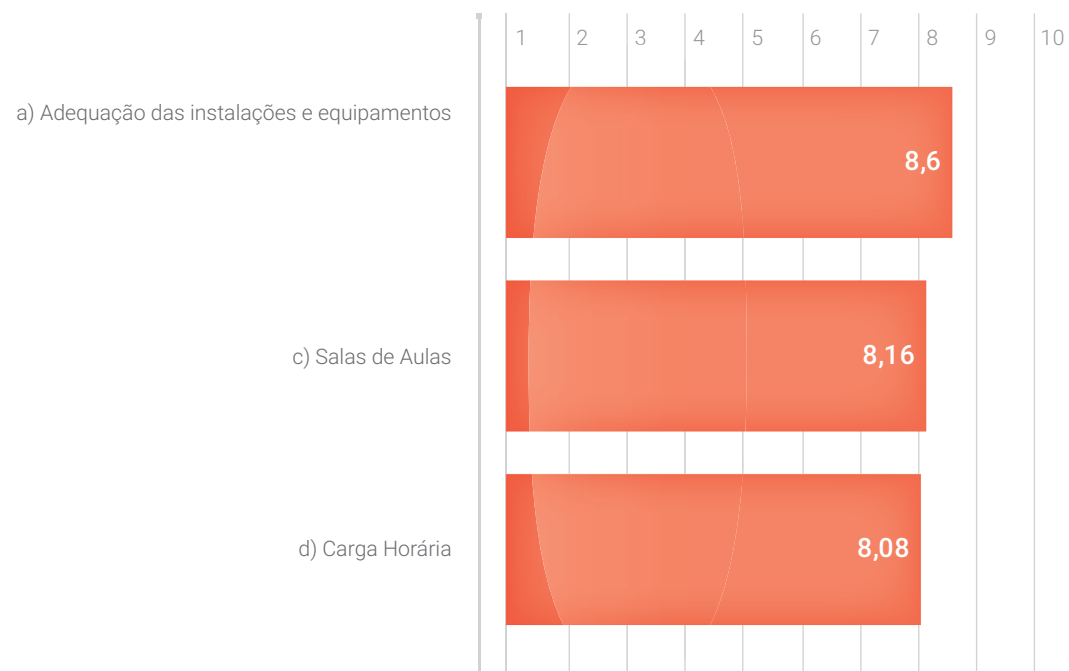 1 2 3 4 5 6 7 8 9 10
a) Adequação das instalações e equipamentos
8,6
c) Salas de Aulas
8,16
d) Carga Horária
8,08